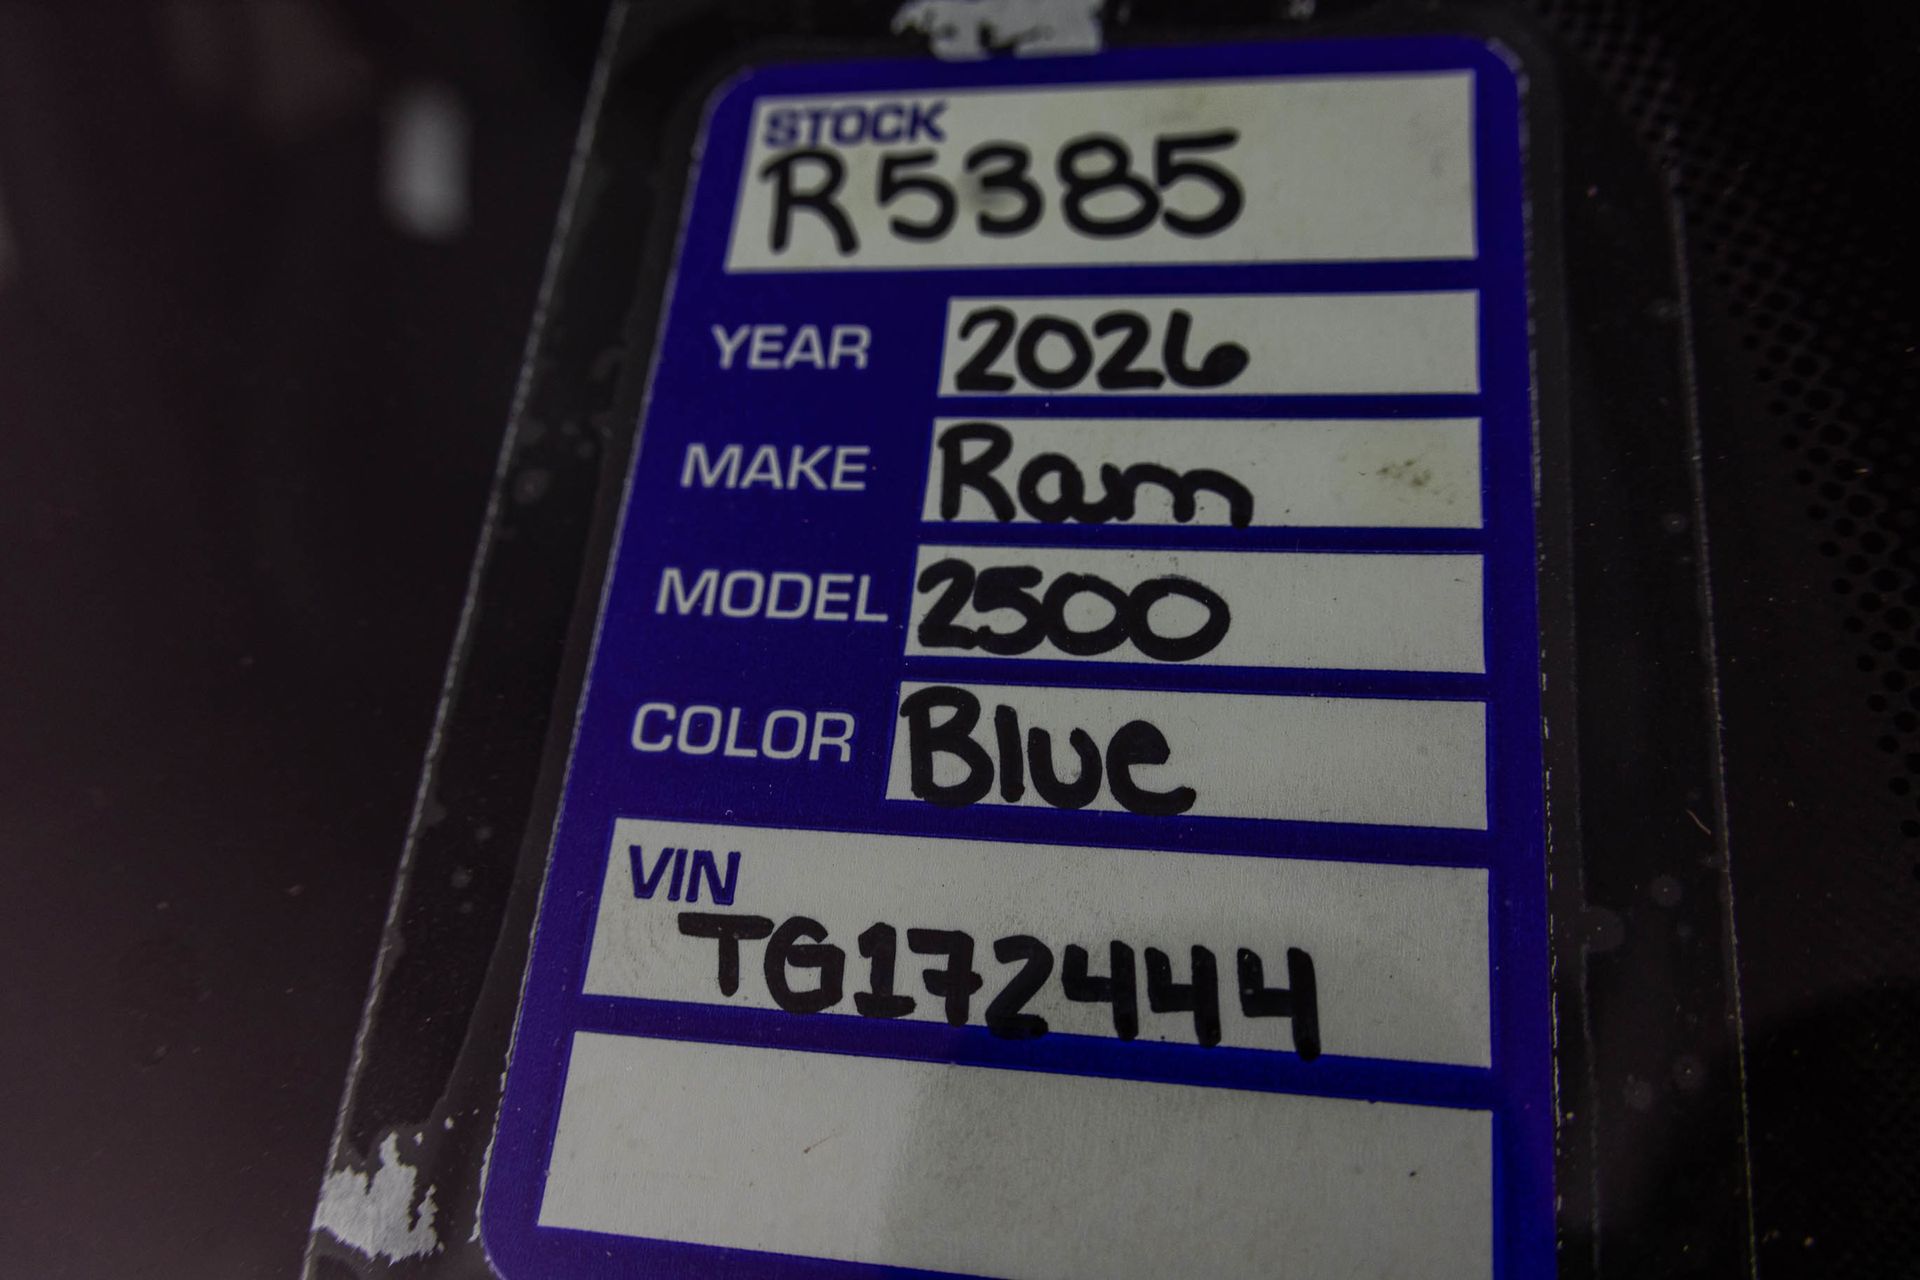 STOCK
R5385
YEAR 2026
MAKE Ram
MODEL 2500
COLOR Blue
VIN
TG172444